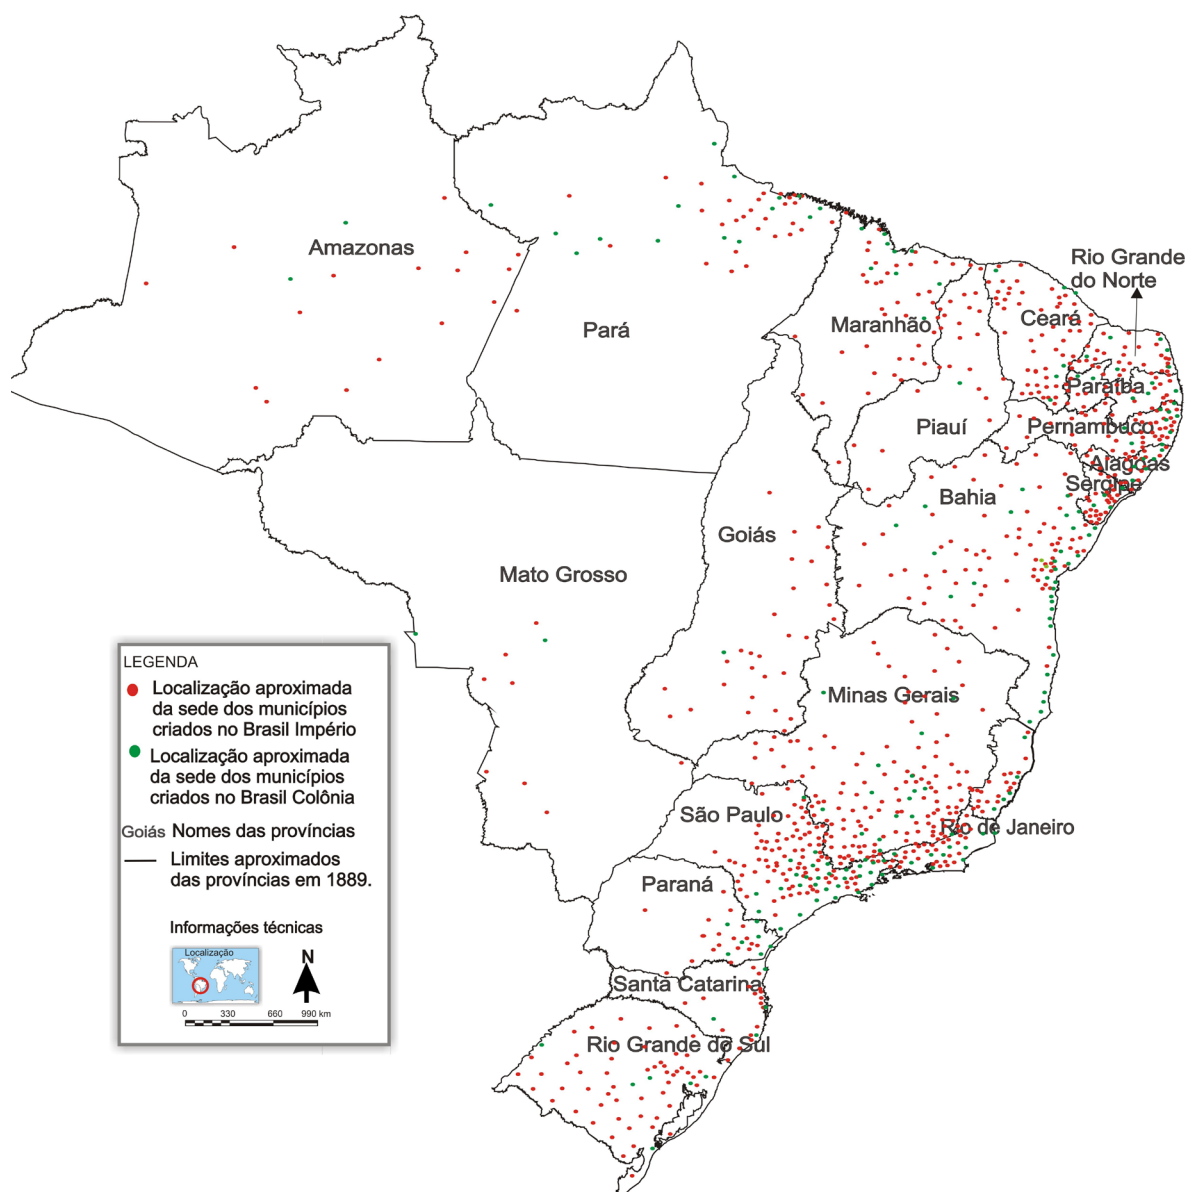 Rio Grande
do Norte
Amazonas
Pará
Maranhão
Ceará
Paraíba
Piauí
Pernambuco
Alagoas
Sergipe
Bahia
Goiás
Mato Grosso
Minas Gerais
São Paulo
Rio de Janeiro
Paraná
Santa Catarina
Rio Grande do Sul
LEGENDA
Localização aproximada
da sede dos municípios
criados no Brasil Império
Localização aproximada
da sede dos municípios
criados no Brasil Colônia
Goiás Nomes das províncias
Limites aproximados
das províncias em 1889.
Informações técnicas
Localização
N
0 330 660 990 km